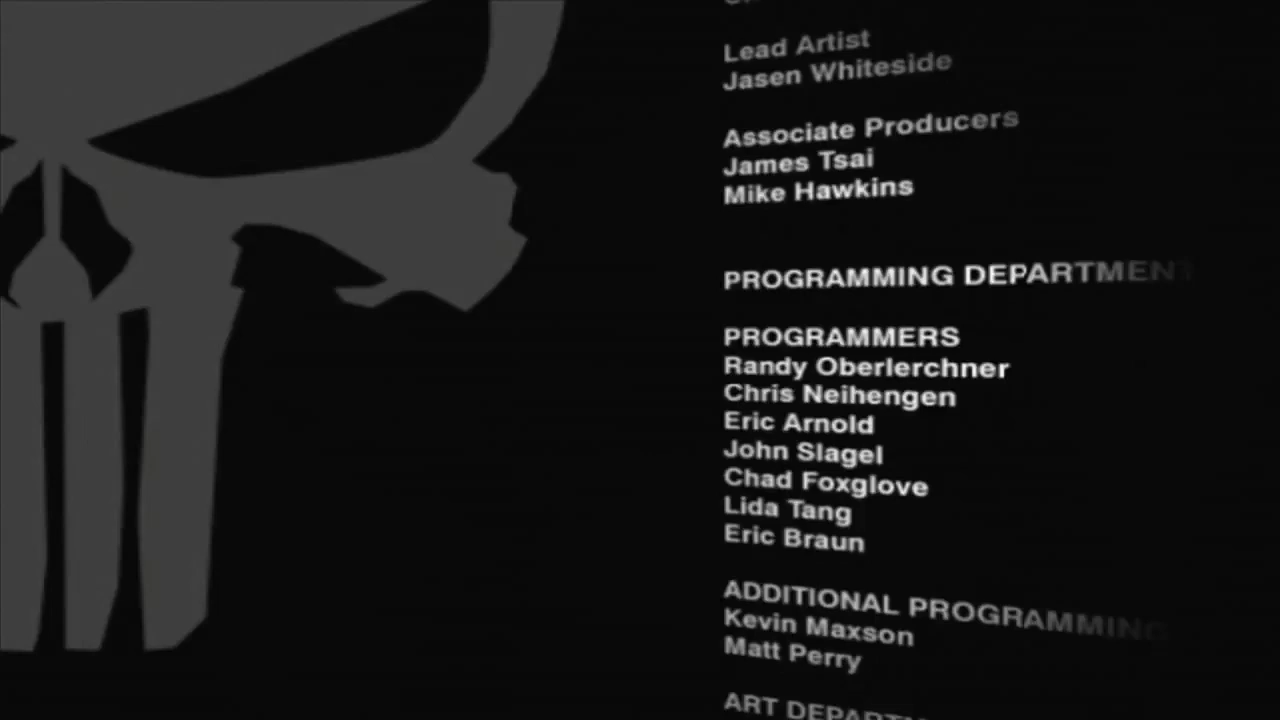 Lead Artist
Jasen Whiteside
Associate Producers
James Tsai
Mike Hawkins
PROGRAMMING DEPARTMENT
PROGRAMMERS
Randy Oberlerchner
Chris Neihengen
Eric Arnold
John Slagel
Chad Foxglove
Lida Tang
Eric Braun
ADDITIONAL PROGRAMMING
Kevin Maxson
Matt Perry
ART